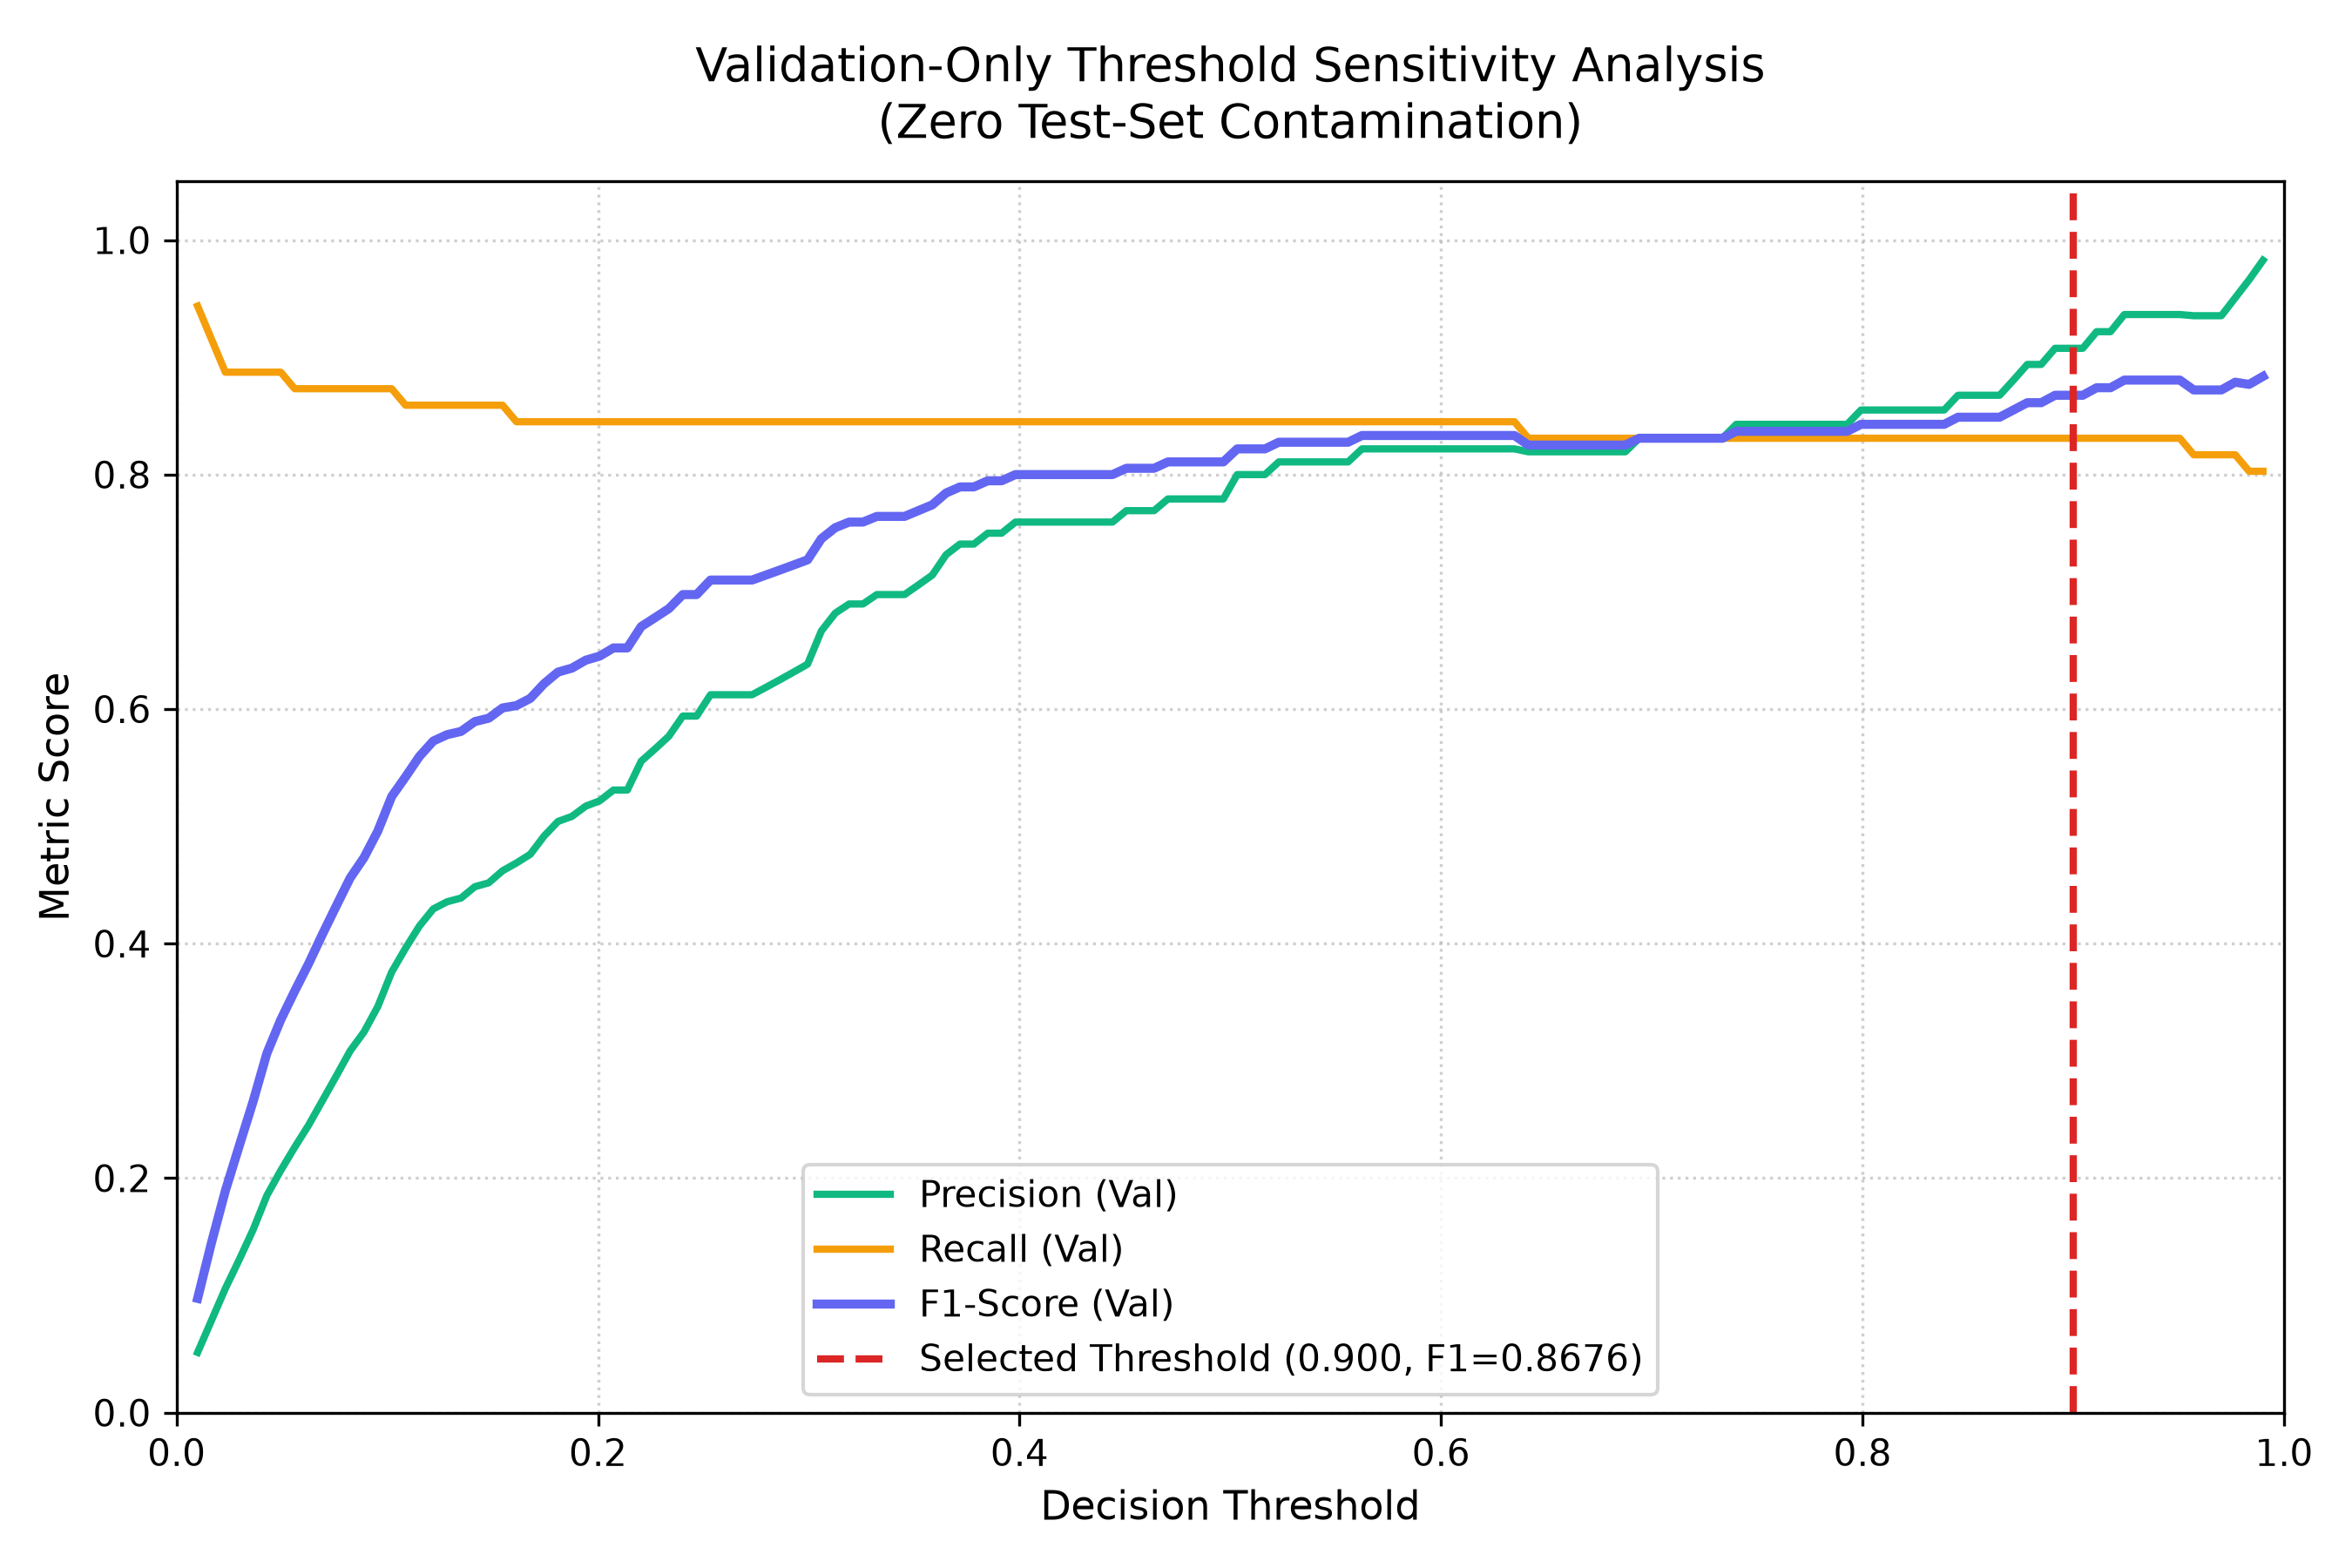 Validation-Only Threshold Sensitivity Analysis
(Zero Test-Set Contamination)
Metric Score
1.0
0.8
0.6
0.4
0.2
0.0
Precision (Val)
Recall (Val)
F1-Score (Val)
Selected Threshold (0.900, F1=0.8676)
0.0 0.2 0.4 0.6 0.8 1.0
Decision Threshold